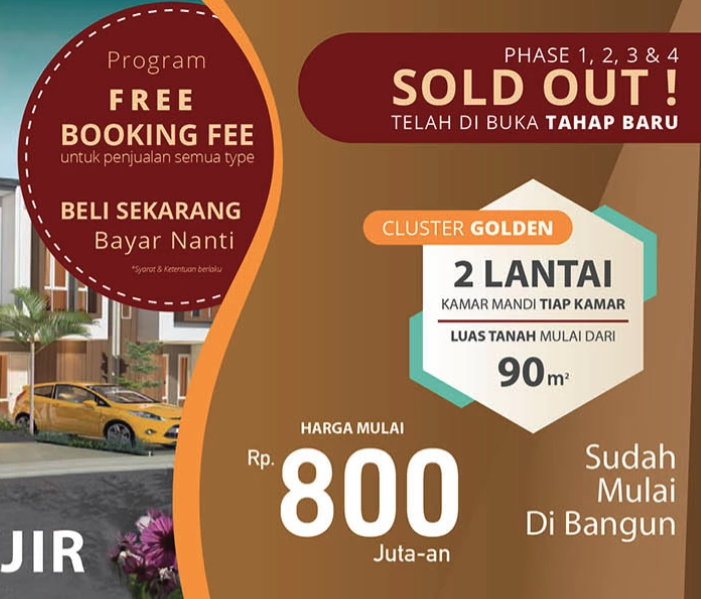 Program
FREE
BOOKING FEE
untuk penjualan semua type
BELI SEKARANG
Bayar Nanti
*Syarat & Ketentuan berlaku
PHASE 1, 2, 3 & 4
SOLD OUT !
TELAH DI BUKA TAHAP BARU
CLUSTER GOLDEN
2 LANTAI
KAMAR MANDI TIAP KAMAR
LUAS TANAH MULAI DARI
90 m²
HARGA MULAI
Rp. 800
Juta-an
Sudah
Mulai
Di Bangun
JIR